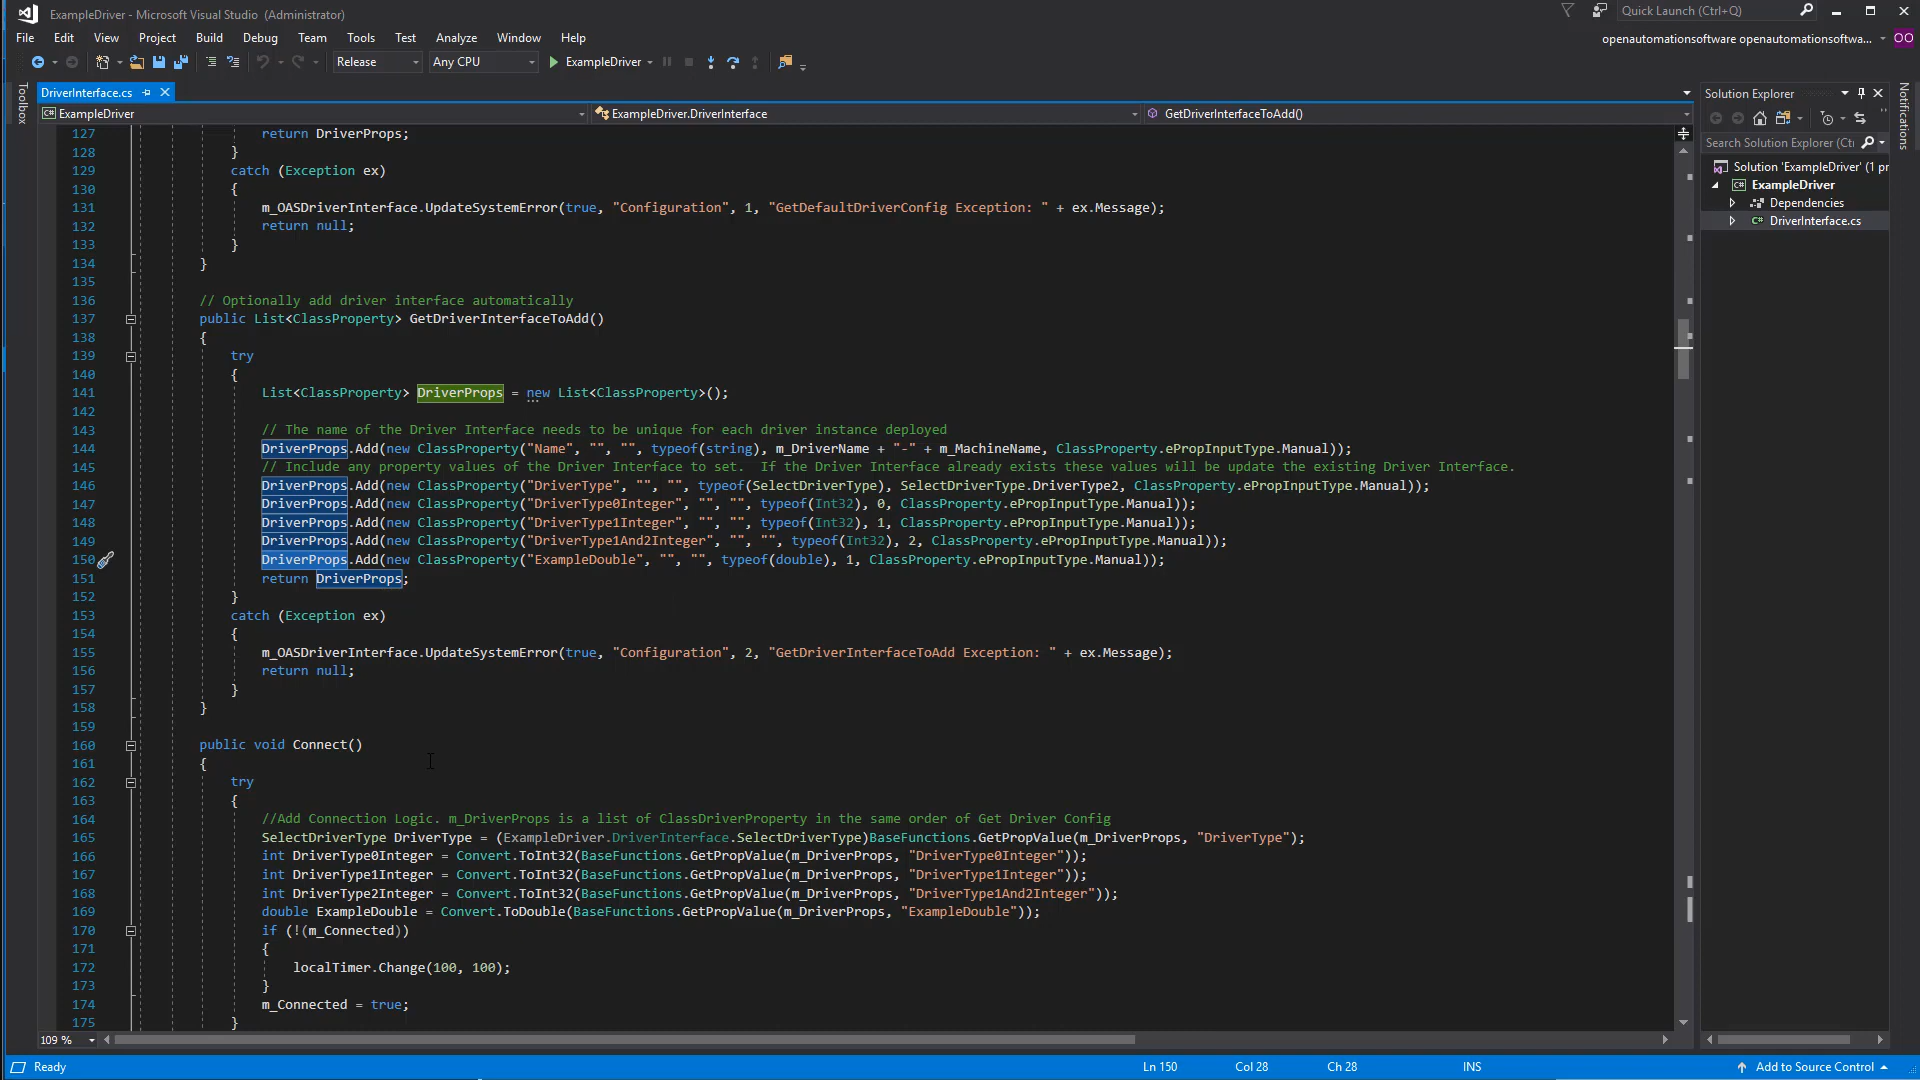 ExampleDriver - Microsoft Visual Studio (Administrator)
Quick Launch (Ctrl+Q)
File Edit View Project Build Debug Team Tools Test Analyze Window Help
openautomationsoftware openautomationsoftwa... OO
Release Any CPU ExampleDriver
Toolbox
DriverInterface.cs
ExampleDriver ExampleDriver.DriverInterface GetDriverInterfaceToAdd()
127 return DriverProps;
128 }
129 catch (Exception ex)
130 {
131 m_OASDriverInterface.UpdateSystemError(true, "Configuration", 1, "GetDefaultDriverConfig Exception: " + ex.Message);
132 return null;
133 }
134 }
135
136 // Optionally add driver interface automatically
137 public List<ClassProperty> GetDriverInterfaceToAdd()
138 {
139 try
140 {
141 List<ClassProperty> DriverProps = new List<ClassProperty>();
142
143 // The name of the Driver Interface needs to be unique for each driver instance deployed
144 DriverProps.Add(new ClassProperty("Name", "", "", typeof(string), m_DriverName + "-" + m_MachineName, ClassProperty.ePropInputType.Manual));
145 // Include any property values of the Driver Interface to set.  If the Driver Interface already exists these values will be update the existing Driver Interface.
146 DriverProps.Add(new ClassProperty("DriverType", "", "", typeof(SelectDriverType), SelectDriverType.DriverType2, ClassProperty.ePropInputType.Manual));
147 DriverProps.Add(new ClassProperty("DriverType0Integer", "", "", typeof(Int32), 0, ClassProperty.ePropInputType.Manual));
148 DriverProps.Add(new ClassProperty("DriverType1Integer", "", "", typeof(Int32), 1, ClassProperty.ePropInputType.Manual));
149 DriverProps.Add(new ClassProperty("DriverType1And2Integer", "", "", typeof(Int32), 2, ClassProperty.ePropInputType.Manual));
150 DriverProps.Add(new ClassProperty("ExampleDouble", "", "", typeof(double), 1, ClassProperty.ePropInputType.Manual));
151 return DriverProps;
152 }
153 catch (Exception ex)
154 {
155 m_OASDriverInterface.UpdateSystemError(true, "Configuration", 2, "GetDriverInterfaceToAdd Exception: " + ex.Message);
156 return null;
157 }
158 }
159
160 public void Connect()
161 {
162 try
163 {
164 //Add Connection Logic. m_DriverProps is a list of ClassDriverProperty in the same order of Get Driver Config
165 SelectDriverType DriverType = (ExampleDriver.DriverInterface.SelectDriverType)BaseFunctions.GetPropValue(m_DriverProps, "DriverType");
166 int DriverType0Integer = Convert.ToInt32(BaseFunctions.GetPropValue(m_DriverProps, "DriverType0Integer"));
167 int DriverType1Integer = Convert.ToInt32(BaseFunctions.GetPropValue(m_DriverProps, "DriverType1Integer"));
168 int DriverType2Integer = Convert.ToInt32(BaseFunctions.GetPropValue(m_DriverProps, "DriverType1And2Integer"));
169 double ExampleDouble = Convert.ToDouble(BaseFunctions.GetPropValue(m_DriverProps, "ExampleDouble"));
170 if (!(m_Connected))
171 {
172 localTimer.Change(100, 100);
173 }
174 m_Connected = true;
175 }
109 %
Solution Explorer
Search Solution Explorer (Ctr
Solution 'ExampleDriver' (1 pr
ExampleDriver
Dependencies
DriverInterface.cs
Notifications
Ready Ln 150 Col 28 Ch 28 INS Add to Source Control